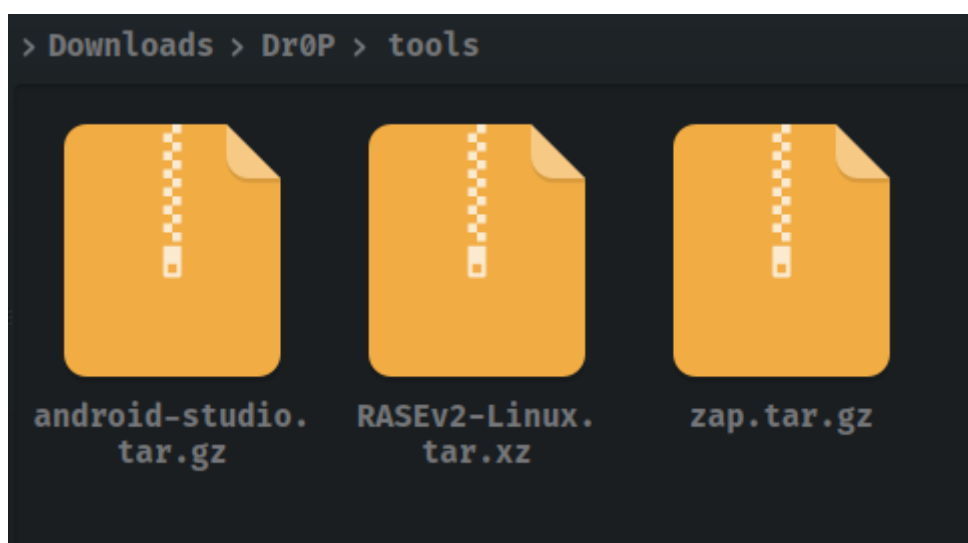 > Downloads > Dr0P > tools
android-studio.
tar.gz
RASEv2-Linux.
tar.xz
zap.tar.gz